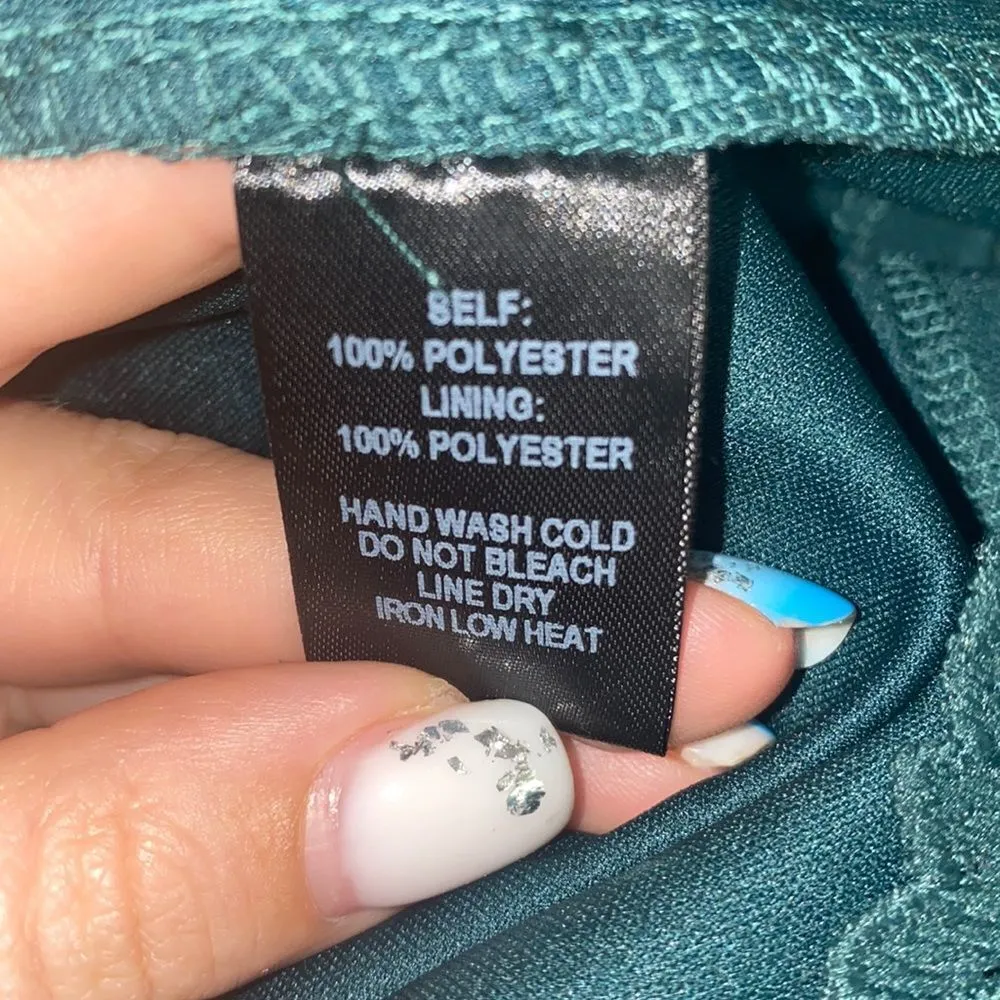 SELF:
100% POLYESTER
LINING:
100% POLYESTER
HAND WASH COLD
DO NOT BLEACH
LINE DRY
IRON LOW HEAT